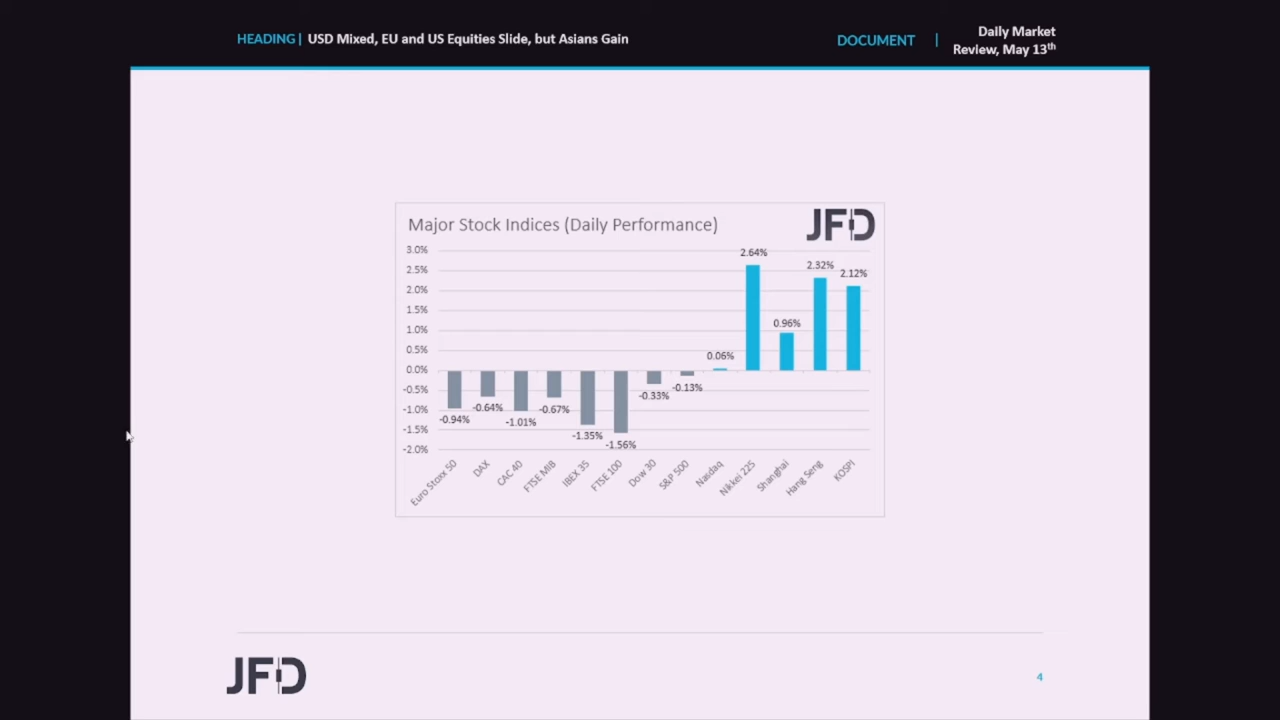 HEADING| USD Mixed, EU and US Equities Slide, but Asians Gain
DOCUMENT | Daily Market
Review, May 13th
Major Stock Indices (Daily Performance)
JFD
3.0%
2.5%
2.0%
1.5%
1.0%
0.5%
0.0%
-0.5%
-1.0%
-1.5%
-2.0%
-0.94%
-0.64%
-1.01%
-0.67%
-1.35%
-1.56%
-0.33%
-0.13%
0.06%
2.64%
0.96%
2.32%
2.12%
Euro Stoxx 50
DAX
CAC 40
FTSE MIB
IBEX 35
FTSE 100
Dow 30
S&P 500
Nasdaq
Nikkei 225
Shanghai
Hang Seng
KOSPI
JFD
4